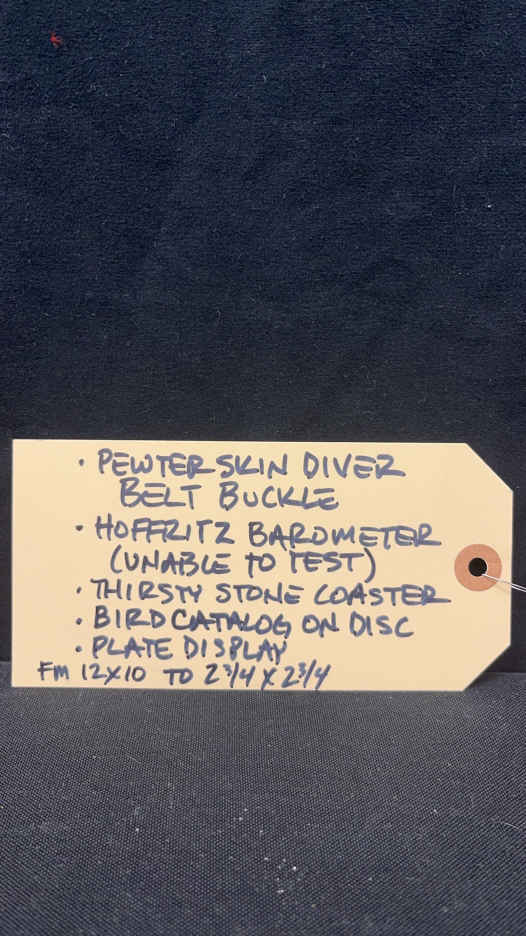 • PEWTER SKIN DIVER
BELT BUCKLE
• HOFFRITZ BAROMETER
(UNABLE TO TEST)
• THIRSTY STONE COASTER
• BIRD CATALOG ON DISC
• PLATE DISPLAY
FM 12X10 TO 2 3/4 X 2 3/4